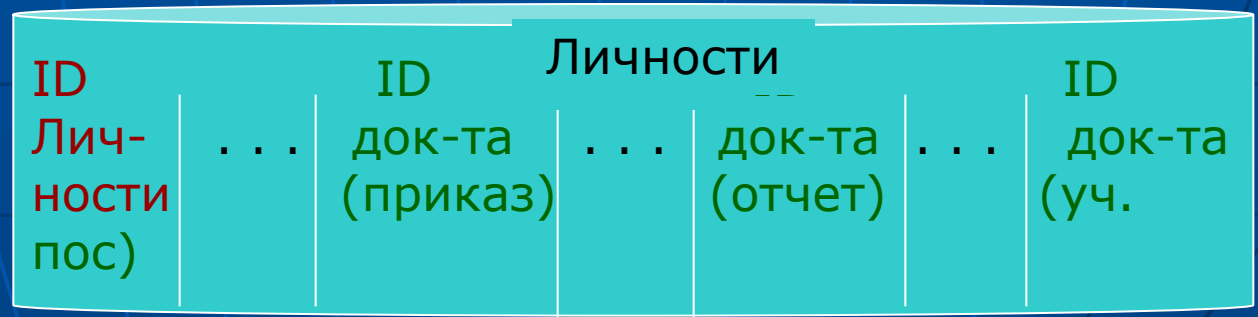 Личности
ID ID ID
Лич- . . . док-та . . . док-та . . . док-та
ности (приказ) (отчет) (уч.
пос)